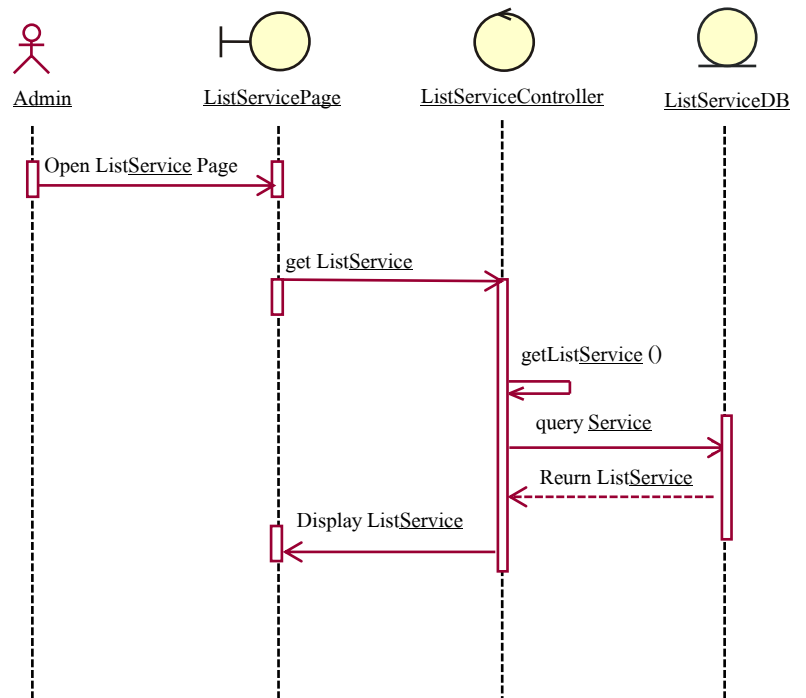 Admin
ListServicePage
ListServiceController
ListServiceDB
Open ListService Page
get ListService
getListService ()
query Service
Reurn ListService
Display ListService